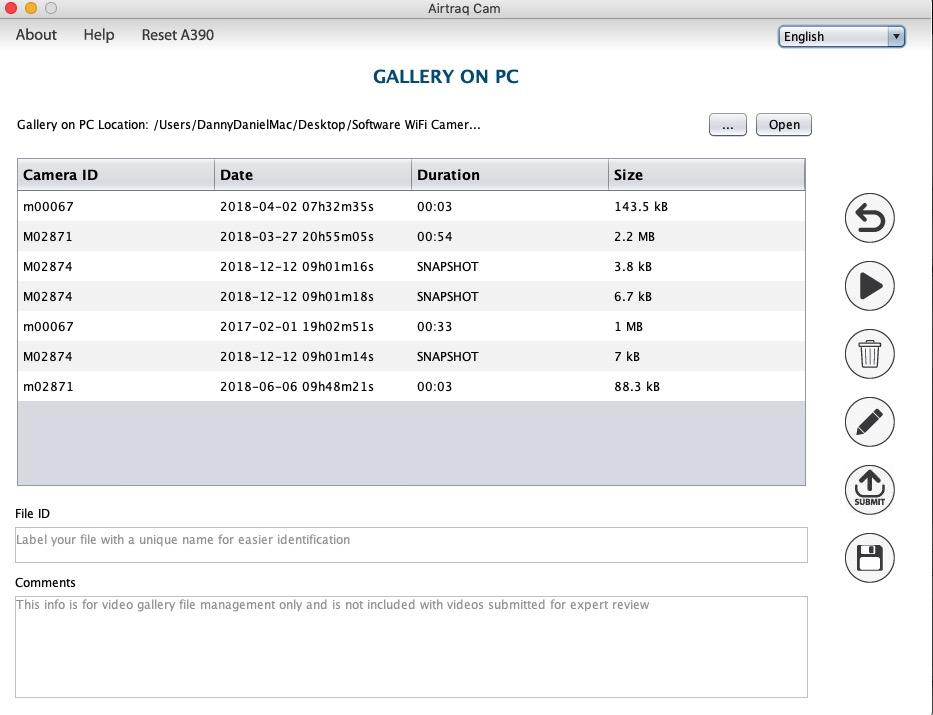 Airtraq Cam
About Help Reset A390 English
GALLERY ON PC
Gallery on PC Location: /Users/DannyDanielMac/Desktop/Software WiFi Camer... ... Open
Camera ID Date Duration Size
m00067 2018-04-02 07h32m35s 00:03 143.5 kB
M02871 2018-03-27 20h55m05s 00:54 2.2 MB
M02874 2018-12-12 09h01m16s SNAPSHOT 3.8 kB
M02874 2018-12-12 09h01m18s SNAPSHOT 6.7 kB
m00067 2017-02-01 19h02m51s 00:33 1 MB
M02874 2018-12-12 09h01m14s SNAPSHOT 7 kB
m02871 2018-06-06 09h48m21s 00:03 88.3 kB
SUBMIT
File ID
Label your file with a unique name for easier identification
Comments
This info is for video gallery file management only and is not included with videos submitted for expert review